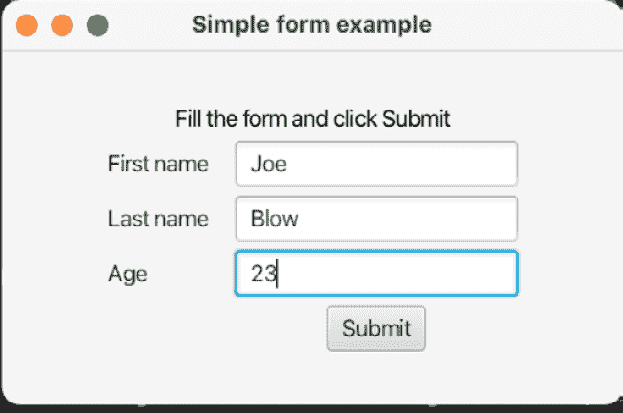 Simple form example
Fill the form and click Submit
First name Joe
Last name Blow
Age 23
Submit